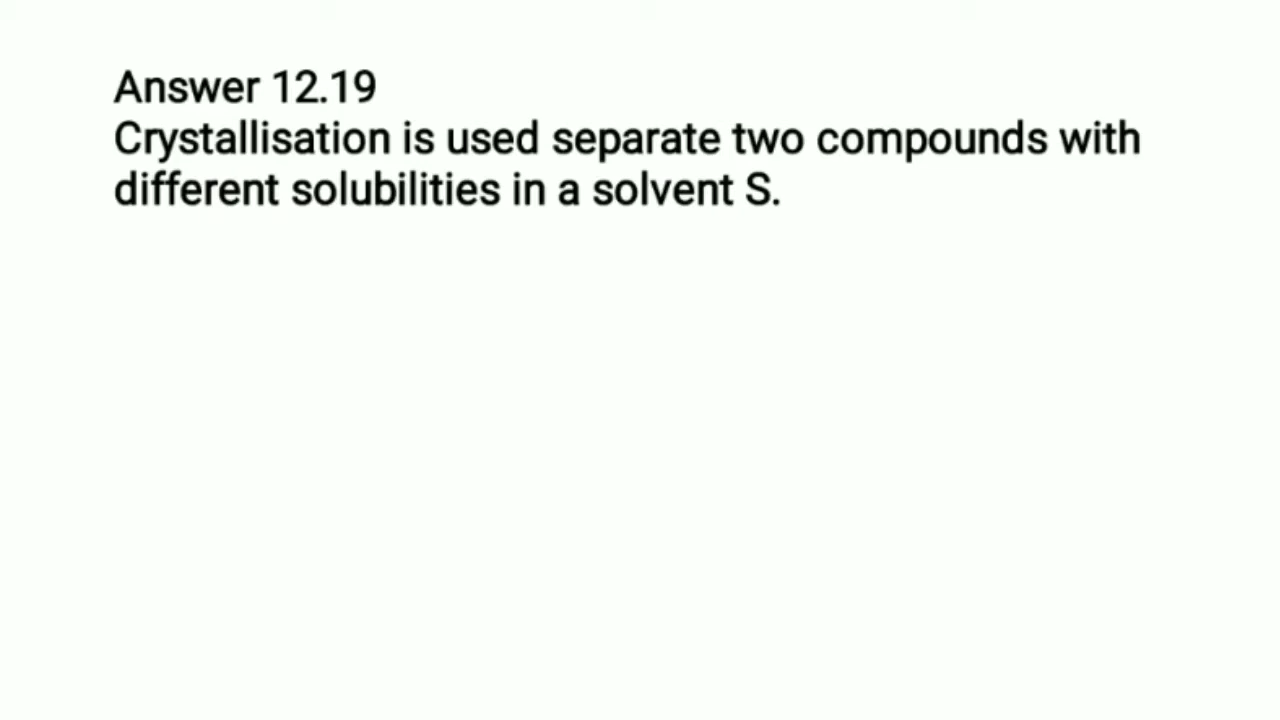 Answer 12.19
Crystallisation is used separate two compounds with
different solubilities in a solvent S.